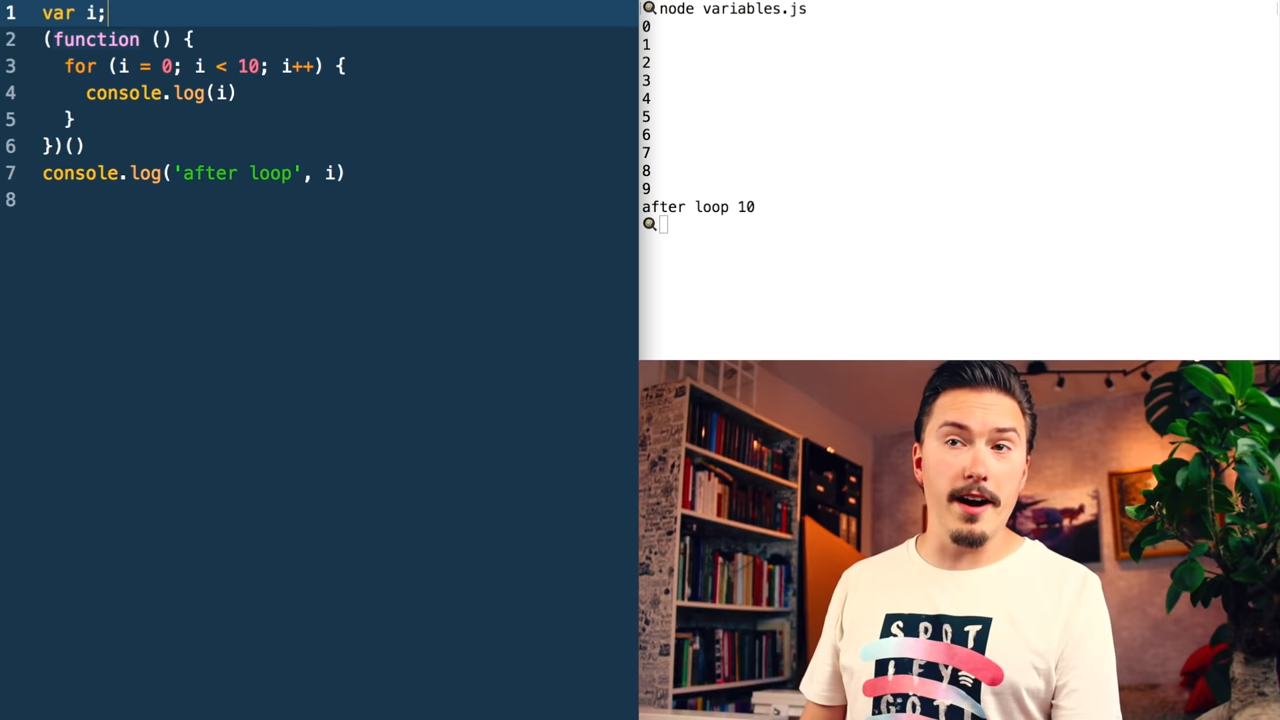 1 var i;
2 (function () {
3   for (i = 0; i < 10; i++) {
4     console.log(i)
5   }
6 })()
7 console.log('after loop', i)
8
node variables.js
0
1
2
3
4
5
6
7
8
9
after loop 10
SPOT
IFY
GOT